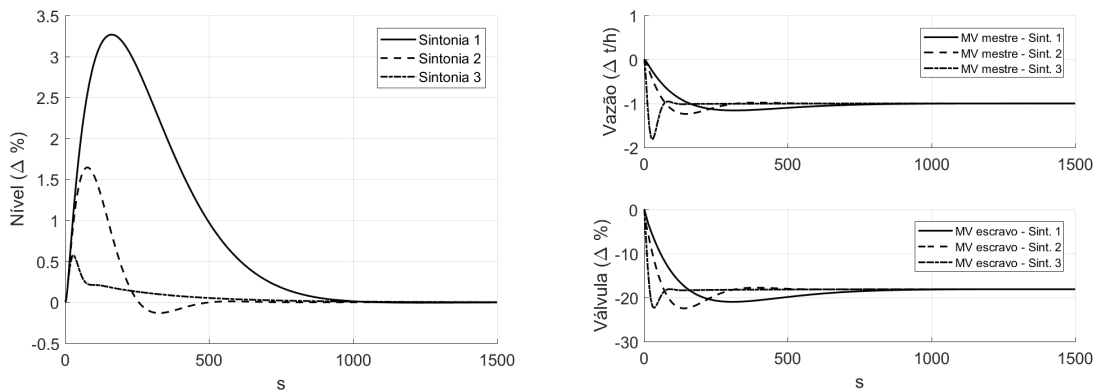 3.5
3
2.5
2
1.5
1
0.5
0
-0.5
Nível (Δ %)
0 500 1000 1500
s
Sintonia 1
Sintonia 2
Sintonia 3
1
0
-1
-2
Vazão (Δ t/h)
0 500 1000 1500
MV mestre - Sint. 1
MV mestre - Sint. 2
MV mestre - Sint. 3
0
-10
-20
-30
Válvula (Δ %)
0 500 1000 1500
s
MV escravo - Sint. 1
MV escravo - Sint. 2
MV escravo - Sint. 3